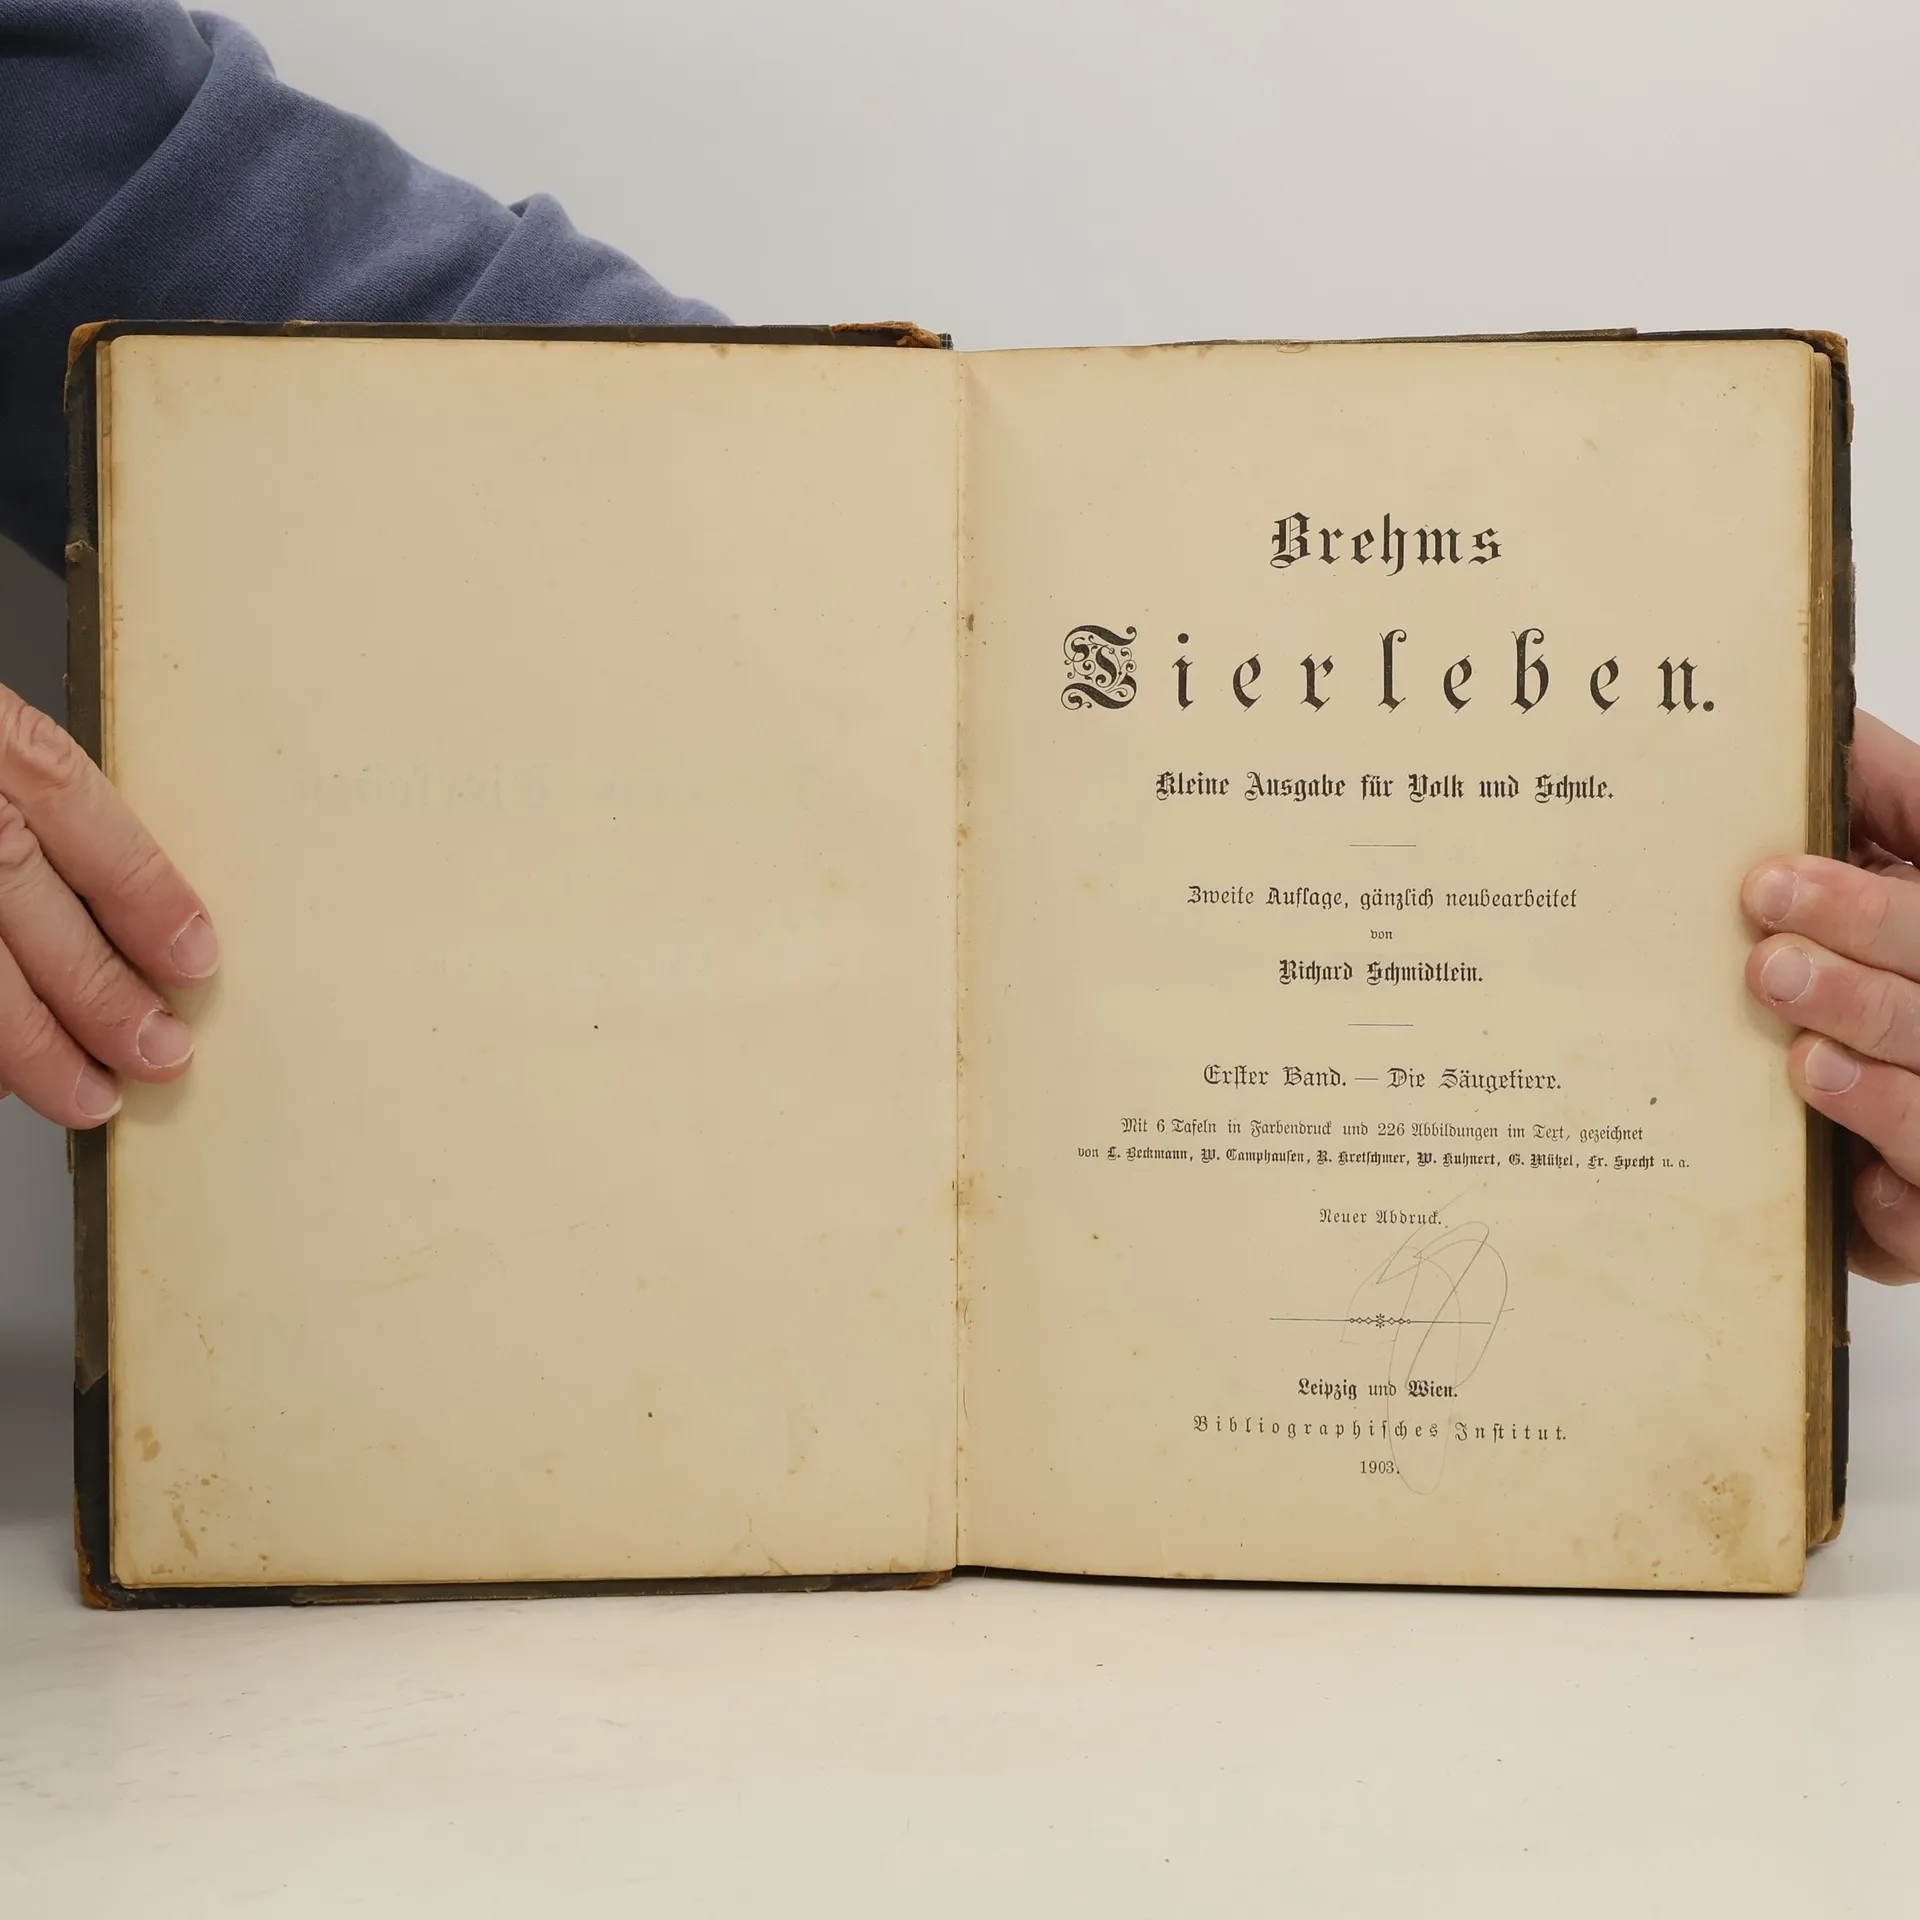 Brehms
Tierleben.
Kleine Ausgabe für Volk und Schule.
Zweite Auflage, gänzlich neubearbeitet
von
Richard Schmidtlein.
Erster Band. — Die Säugetiere.
Mit 6 Tafeln in Farbendruck und 226 Abbildungen im Text, gezeichnet
von L. Beckmann, W. Camphausen, R. Kretschmer, W. Kuhnert, G. Mützel, Fr. Specht u. a.
Neuer Abdruck.
Leipzig und Wien.
Bibliographisches Institut.
1903.